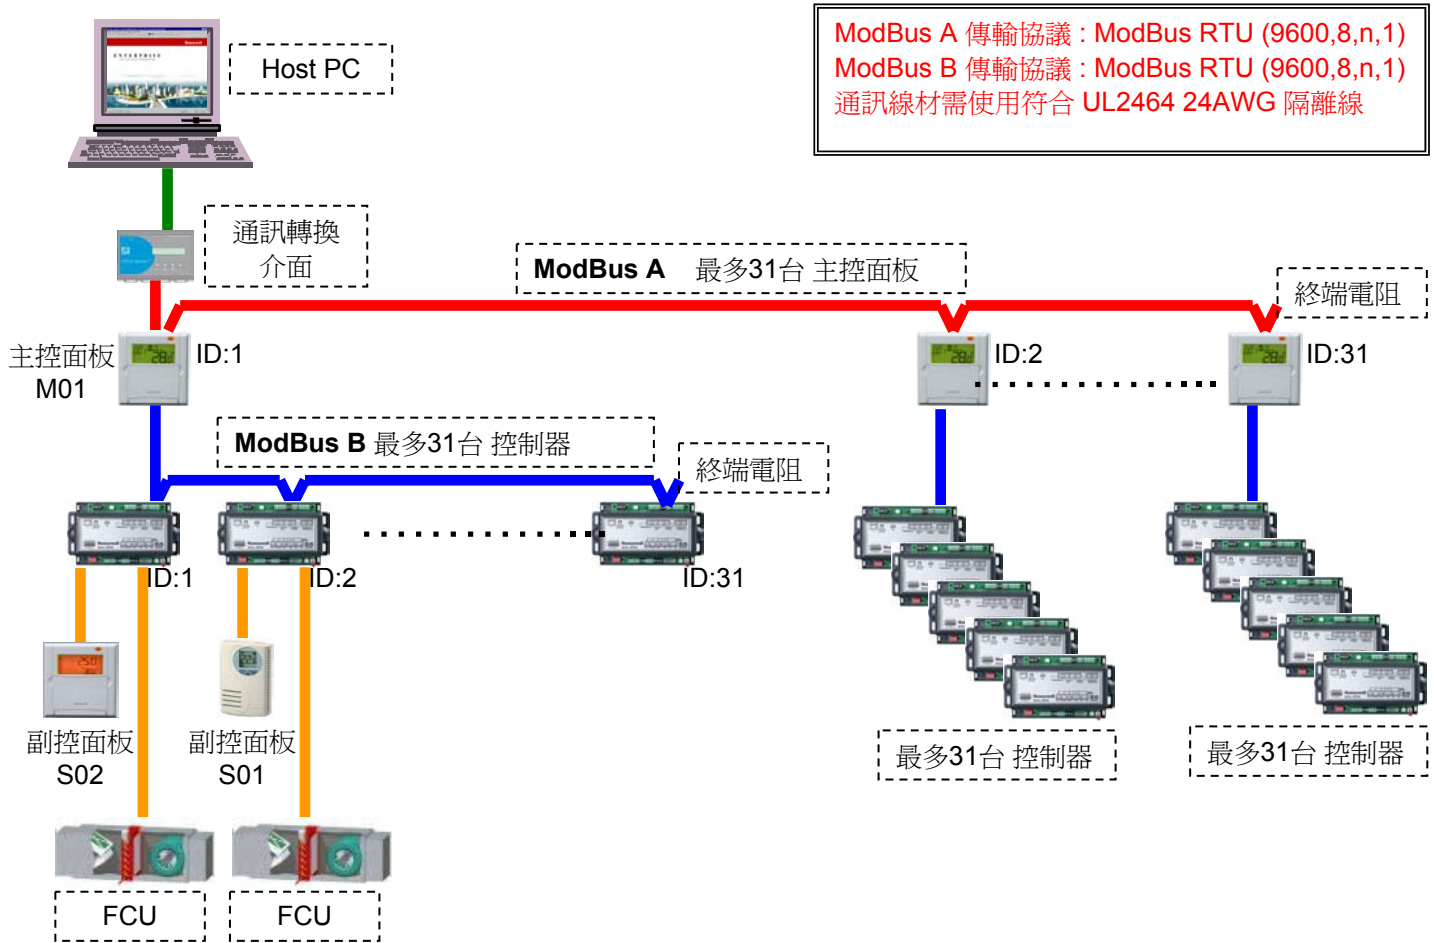 ModBus A 傳輸協議 : ModBus RTU (9600,8,n,1)
ModBus B 傳輸協議 : ModBus RTU (9600,8,n,1)
通訊線材需使用符合 UL2464 24AWG 隔離線
Host PC
ENTERPRISE
通訊轉換
介面
ModBus A 最多31台 主控面板
終端電阻
主控面板
M01
ID:1
ID:2
ID:31
ModBus B 最多31台 控制器
終端電阻
ID:1
ID:2
ID:31
副控面板
S02
副控面板
S01
最多31台 控制器
最多31台 控制器
FCU
FCU